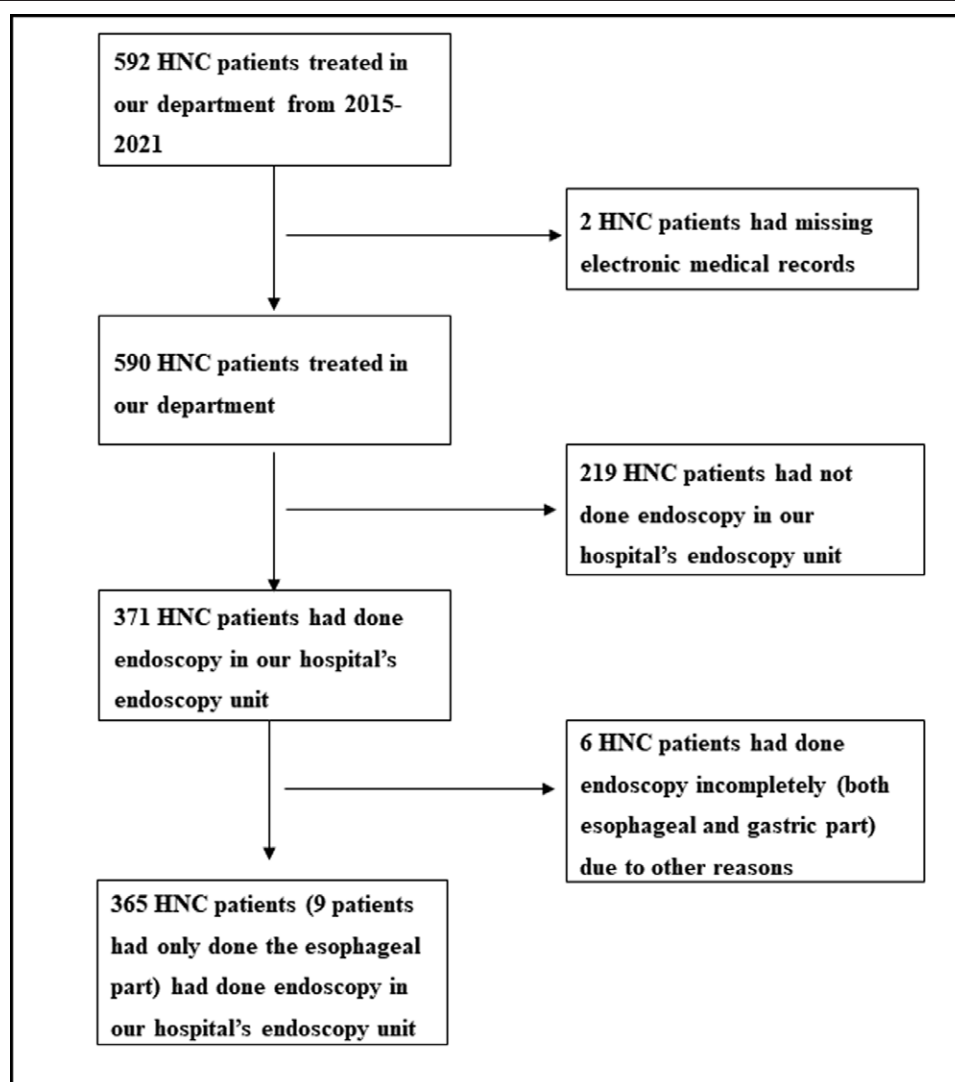 592 HNC patients treated in
our department from 2015-
2021
2 HNC patients had missing
electronic medical records
590 HNC patients treated in
our department
219 HNC patients had not
done endoscopy in our
hospital’s endoscopy unit
371 HNC patients had done
endoscopy in our hospital’s
endoscopy unit
6 HNC patients had done
endoscopy incompletely (both
esophageal and gastric part)
due to other reasons
365 HNC patients (9 patients
had only done the esophageal
part) had done endoscopy in
our hospital’s endoscopy unit